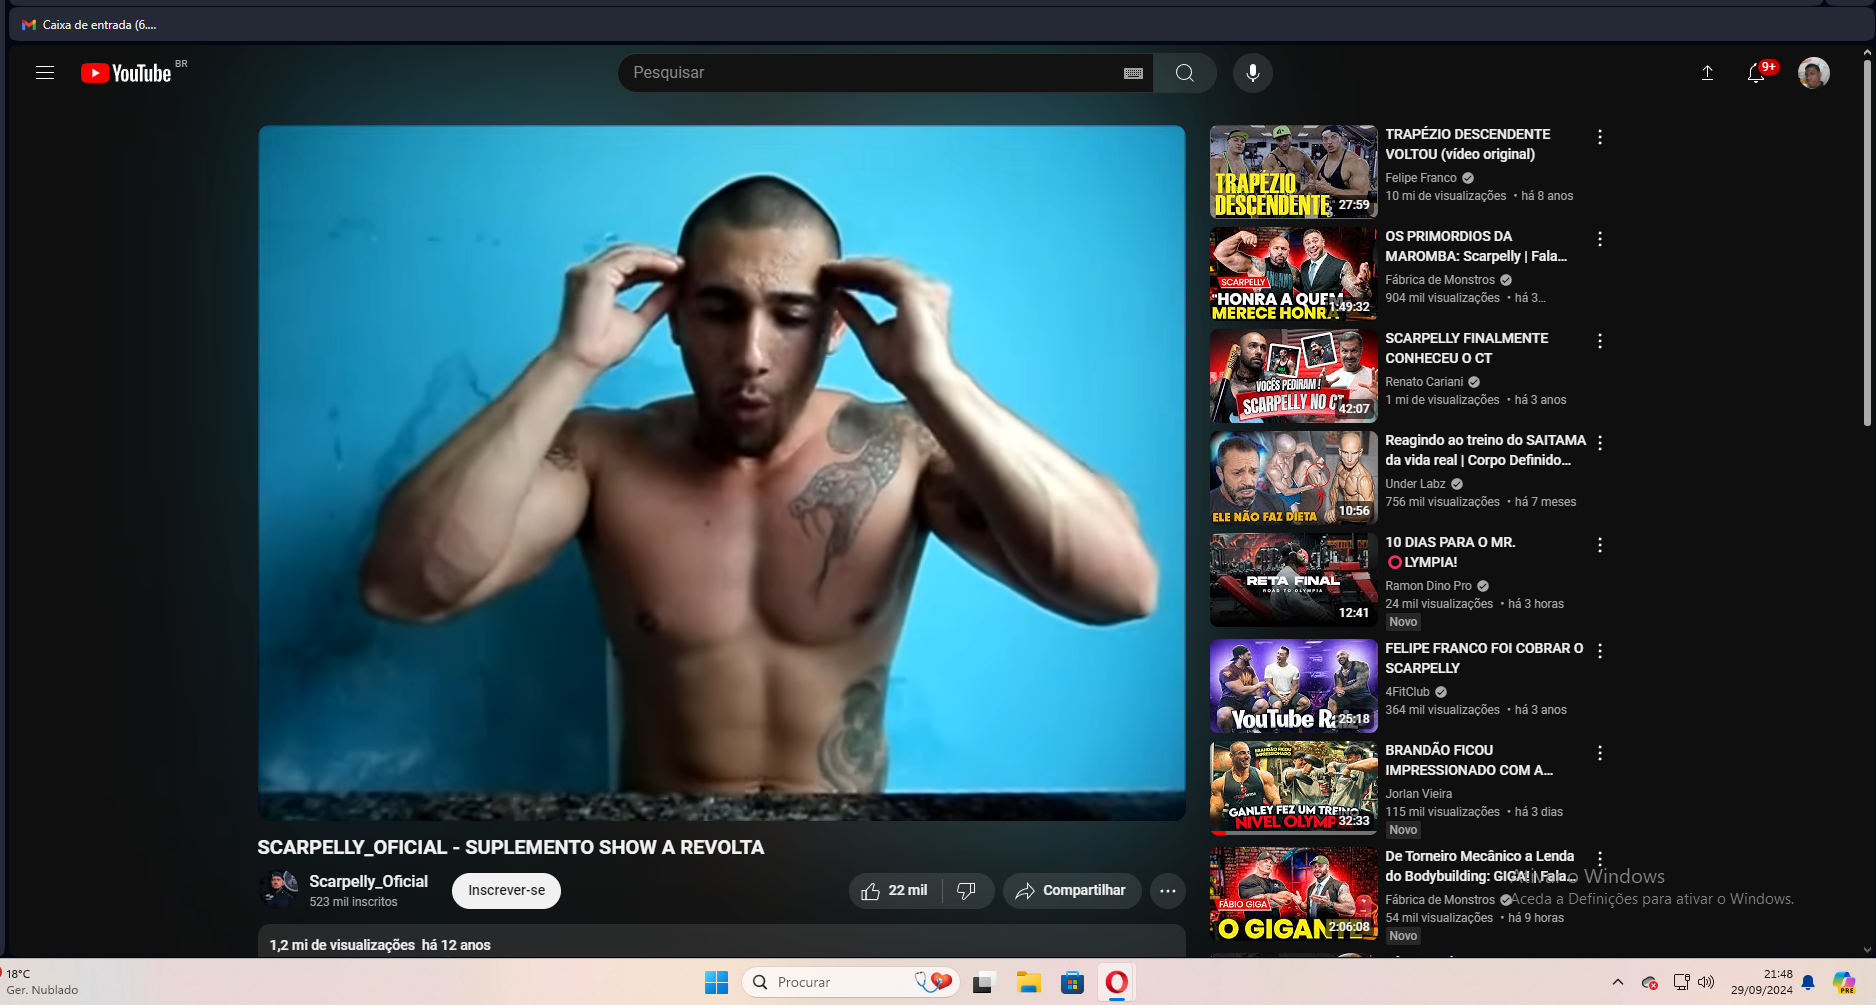 Caixa de entrada (6....
YouTube BR
Pesquisar
9+
SCARPELLY_OFICIAL - SUPLEMENTO SHOW A REVOLTA
Scarpelly_Oficial
523 mil inscritos
Inscrever-se
22 mil
Compartilhar
1,2 mi de visualizações há 12 anos
TRAPÉZIO
DESCENDENTE
27:59
TRAPÉZIO DESCENDENTE
VOLTOU (vídeo original)
Felipe Franco
10 mi de visualizações • há 8 anos
SCARPELLY
"HONRA A QUEM
MERECE HONRA
1:49:32
OS PRIMORDIOS DA
MAROMBA: Scarpelly | Fala...
Fábrica de Monstros
904 mil visualizações • há 3...
VOCÊS PEDIRAM!
SCARPELLY NO CT
42:07
SCARPELLY FINALMENTE
CONHECEU O CT
Renato Cariani
1 mi de visualizações • há 3 anos
ELE NÃO FAZ DIETA
10:56
Reagindo ao treino do SAITAMA
da vida real | Corpo Definido...
Under Labz
756 mil visualizações • há 7 meses
RETA FINAL
ROAD TO OLYMPIA
12:41
10 DIAS PARA O MR.
⭕LYMPIA!
Ramon Dino Pro
24 mil visualizações • há 3 horas
Novo
YouTube
25:18
FELIPE FRANCO FOI COBRAR O
SCARPELLY
4FitClub
364 mil visualizações • há 3 anos
BRANDÃO FICOU
IMPRESSIONADO
GANLEY FEZ UM TREINO
NIVEL OLYMP
32:33
BRANDÃO FICOU
IMPRESSIONADO COM A...
Jorlan Vieira
115 mil visualizações • há 3 dias
Novo
FÁBIO GIGA
O GIGANT
2:06:08
De Torneiro Mecânico a Lenda
do Bodybuilding: GIGA! | Fala...
Fábrica de Monstros
54 mil visualizações • há 9 horas
Novo
Ativar o Windows
Aceda a Definições para ativar o Windows.
18°C
Ger. Nublado
Procurar
21:48
29/09/2024
PRE